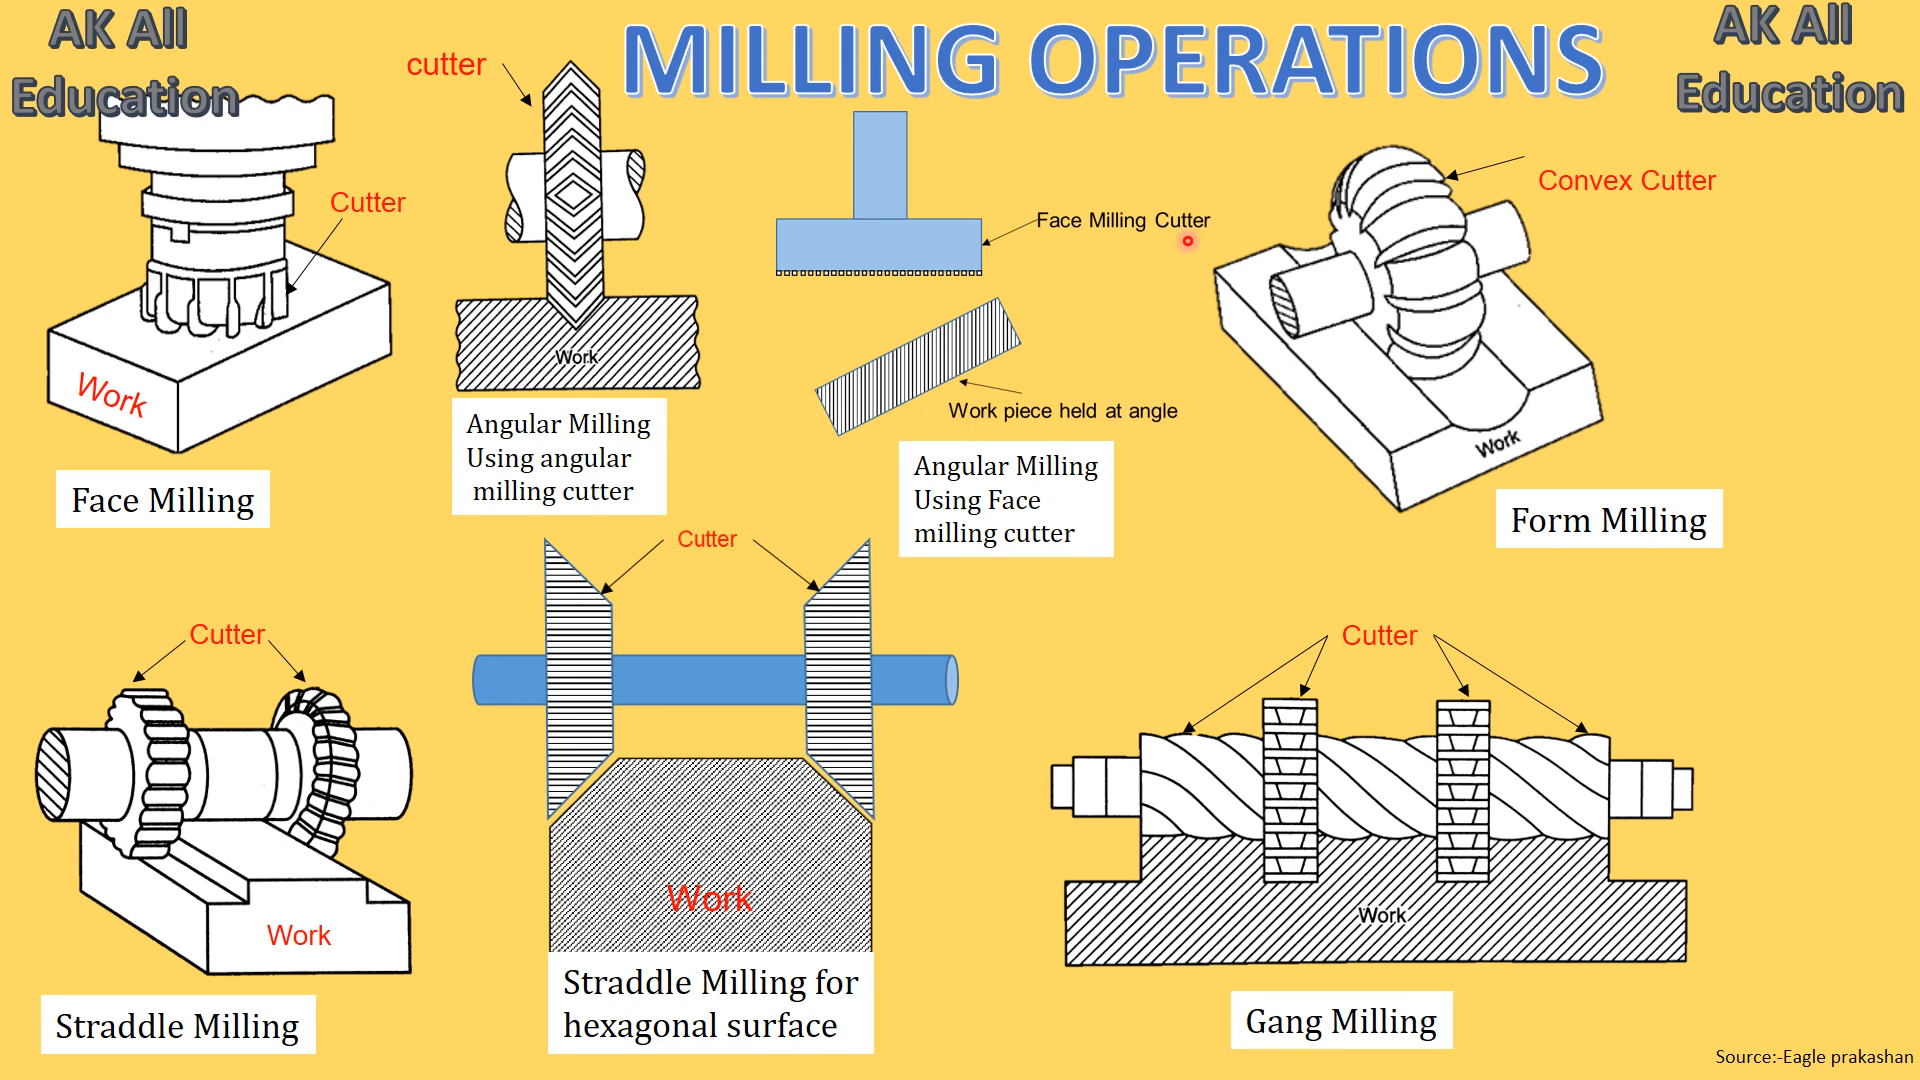 AK All
Education
MILLING OPERATIONS
AK All
Education
cutter
Cutter
Work
Face Milling
Work
Angular Milling
Using angular
milling cutter
Face Milling Cutter
Work piece held at angle
Angular Milling
Using Face
milling cutter
Convex Cutter
Work
Form Milling
Cutter
Work
Straddle Milling
Cutter
Work
Straddle Milling for
hexagonal surface
Cutter
Work
Gang Milling
Source:-Eagle prakashan